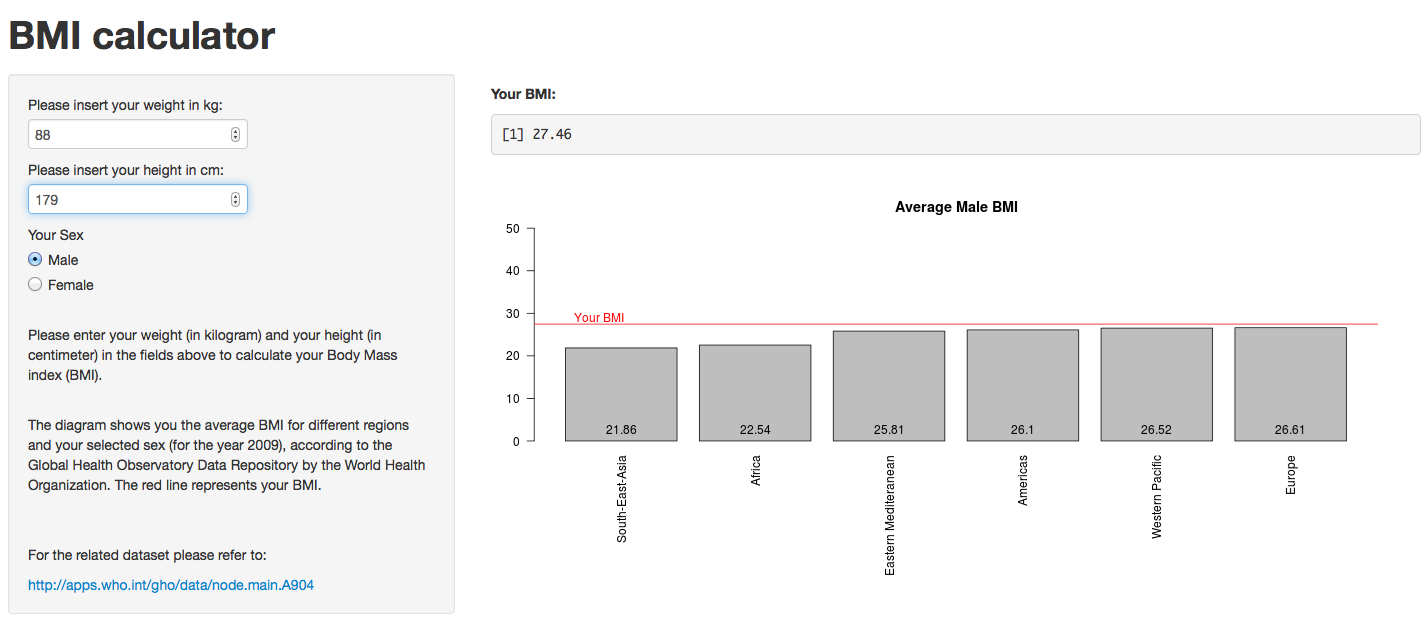 BMI calculator
Please insert your weight in kg:
88
Please insert your height in cm:
179
Your Sex
Male
Female
Please enter your weight (in kilogram) and your height (in
centimeter) in the fields above to calculate your Body Mass
index (BMI).
The diagram shows you the average BMI for different regions
and your selected sex (for the year 2009), according to the
Global Health Observatory Data Repository by the World Health
Organization. The red line represents your BMI.
For the related dataset please refer to:
http://apps.who.int/gho/data/node.main.A904
Your BMI:
[1] 27.46
Average Male BMI
50
40
30
20
10
0
Your BMI
21.86
22.54
25.81
26.1
26.52
26.61
South-East-Asia
Africa
Eastern Mediteranean
Americas
Western Pacific
Europe